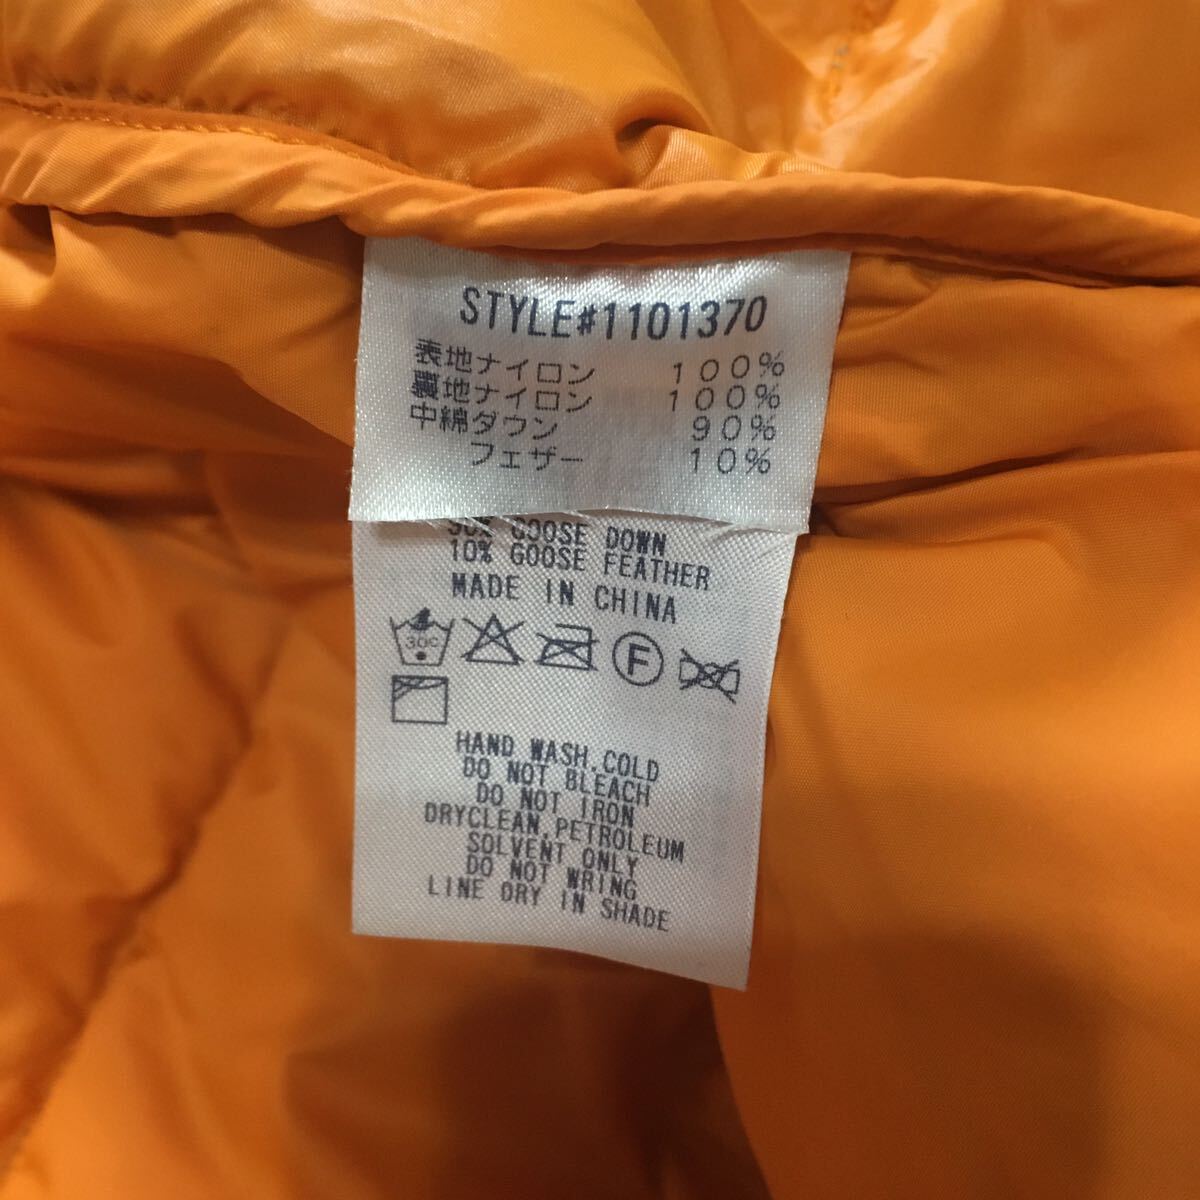 STYLE#1101370
表地ナイロン 100%
裏地ナイロン 100%
中綿ダウン 90%
フェザー 10%
90% GOOSE DOWN
10% GOOSE FEATHER
MADE IN CHINA
30C
F
HAND WASH,COLD
DO NOT BLEACH
DO NOT IRON
DRYCLEAN,PETROLEUM
SOLVENT ONLY
DO NOT WRING
LINE DRY IN SHADE